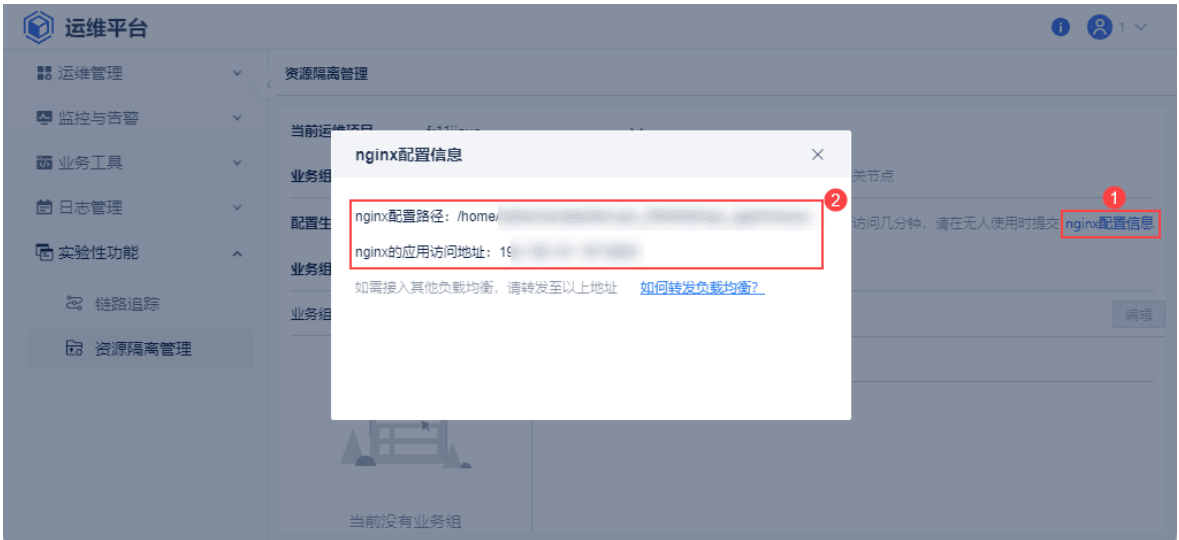 运维平台
1
运维管理
监控与告警
业务工具
日志管理
实验性功能
链路追踪
资源隔离管理
资源隔离管理
当前运维项目
业务组
关节点
配置生
访问几分钟，请在无人使用时提交
nginx配置信息
1
业务组
业务组
编辑
当前没有业务组
nginx配置信息
2
nginx配置路径：/home/
nginx的应用访问地址：19
如需接入其他负载均衡，请转发至以上地址 如何转发负载均衡？